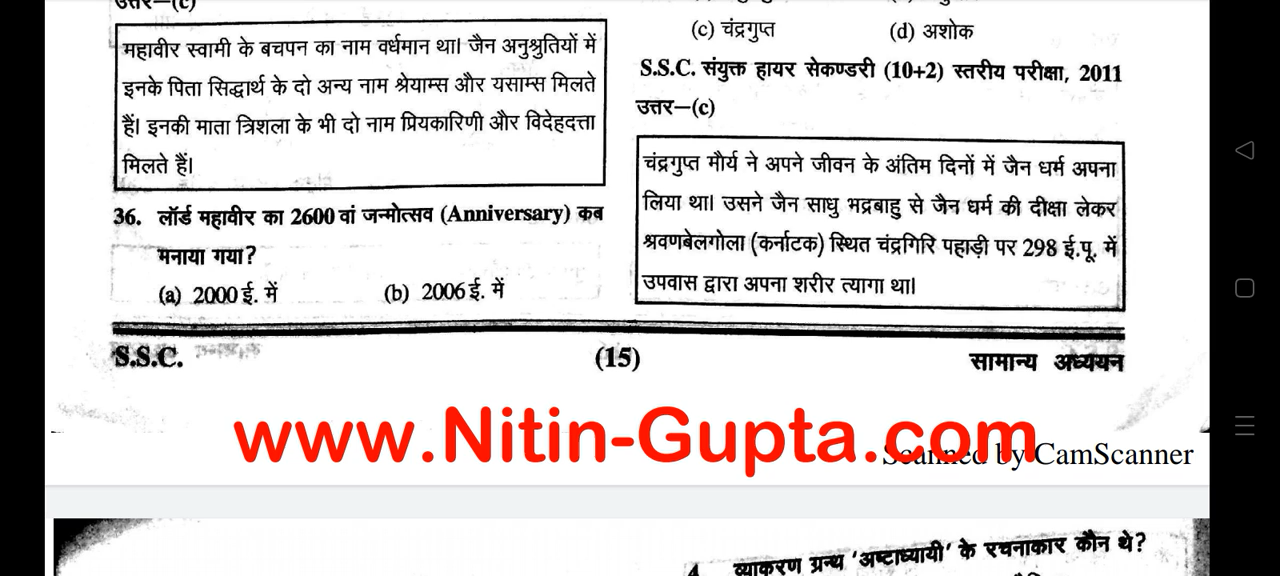 उत्तर–(c)
महावीर स्वामी के बचपन का नाम वर्धमान था। जैन अनुश्रुतियों में
इनके पिता सिद्धार्थ के दो अन्य नाम श्रेयाम्स और यसाम्स मिलते
हैं। इनकी माता त्रिशला के भी दो नाम प्रियकारिणी और विदेहदत्ता
मिलते हैं।
36. लॉर्ड महावीर का 2600 वां जन्मोत्सव (Anniversary) कब
मनाया गया?
(a) 2000 ई. में (b) 2006 ई. में
(c) चंद्रगुप्त (d) अशोक
S.S.C. संयुक्त हायर सेकण्डरी (10+2) स्तरीय परीक्षा, 2011
उत्तर–(c)
चंद्रगुप्त मौर्य ने अपने जीवन के अंतिम दिनों में जैन धर्म अपना
लिया था। उसने जैन साधु भद्रबाहु से जैन धर्म की दीक्षा लेकर
श्रवणबेलगोला (कर्नाटक) स्थित चंद्रगिरि पहाड़ी पर 298 ई.पू. में
उपवास द्वारा अपना शरीर त्यागा था।
S.S.C. (15) सामान्य अध्ययन
www.Nitin-Gupta.com
Scanned by CamScanner
व्याकरण ग्रन्थ 'अष्टाध्यायी' के रचनाकार कौन थे?